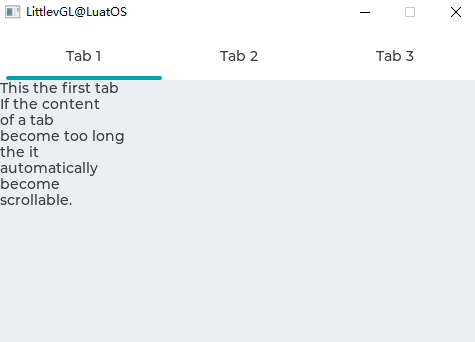 LittlevGL@LuatOS
Tab 1 Tab 2 Tab 3
This the first tab
If the content
of a tab
become too long
the it
automatically
become
scrollable.